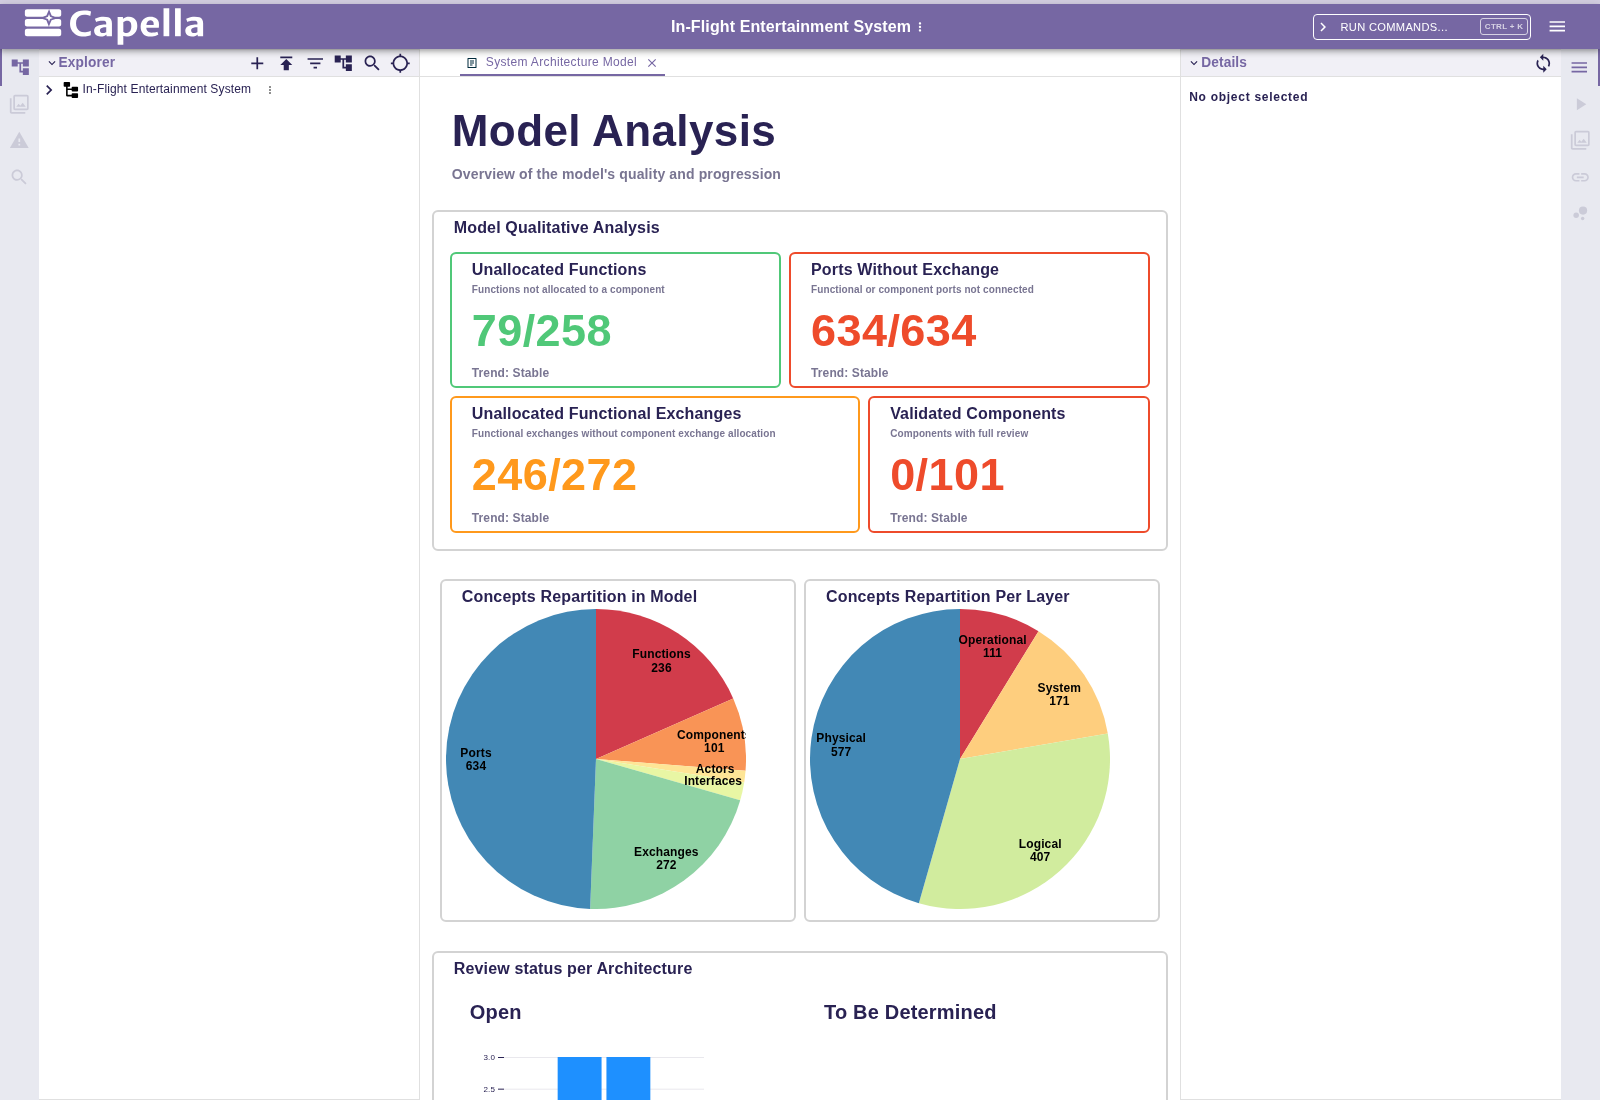 Capella
In-Flight Entertainment System
RUN COMMANDS...
CTRL + K
Explorer
In-Flight Entertainment System
System Architecture Model
Details
No object selected
Model Analysis
Overview of the model's quality and progression
Model Qualitative Analysis
Unallocated Functions
Functions not allocated to a component
79/258
Trend: Stable
Ports Without Exchange
Functional or component ports not connected
634/634
Trend: Stable
Unallocated Functional Exchanges
Functional exchanges without component exchange allocation
246/272
Trend: Stable
Validated Components
Components with full review
0/101
Trend: Stable
Concepts Repartition in Model
Functions
236
Components
101
Actors
Interfaces
Ports
634
Exchanges
272
Concepts Repartition Per Layer
Operational
111
System
171
Physical
577
Logical
407
Review status per Architecture
Open
To Be Determined
3.0
2.5